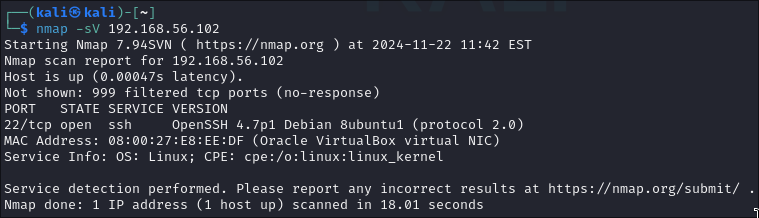 ┌──(kali㉿kali)-[~]
└─$ nmap -sV 192.168.56.102
Starting Nmap 7.94SVN ( https://nmap.org ) at 2024-11-22 11:42 EST
Nmap scan report for 192.168.56.102
Host is up (0.00047s latency).
Not shown: 999 filtered tcp ports (no-response)
PORT   STATE SERVICE VERSION
22/tcp open  ssh     OpenSSH 4.7p1 Debian 8ubuntu1 (protocol 2.0)
MAC Address: 08:00:27:E8:EE:DF (Oracle VirtualBox virtual NIC)
Service Info: OS: Linux; CPE: cpe:/o:linux:linux_kernel

Service detection performed. Please report any incorrect results at https://nmap.org/submit/ .
Nmap done: 1 IP address (1 host up) scanned in 18.01 seconds